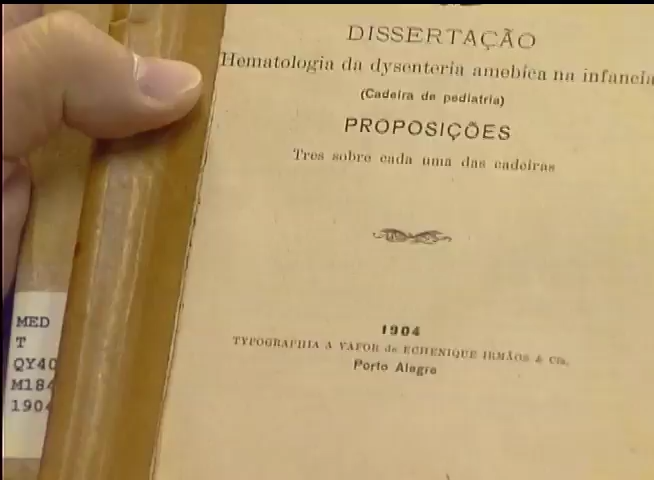 DISSERTAÇÃO
Hematologia da dysenteria amebica na infancia
(Cadeira de pediatria)
PROPOSIÇÕES
Tres sobre cada uma das cadeiras
1904
TYPOGRAPHIA A VAPOR de ECHENIQUE IRMÃOS & Cia.
Porto Alegre
MED
T
QY40
M184
1904